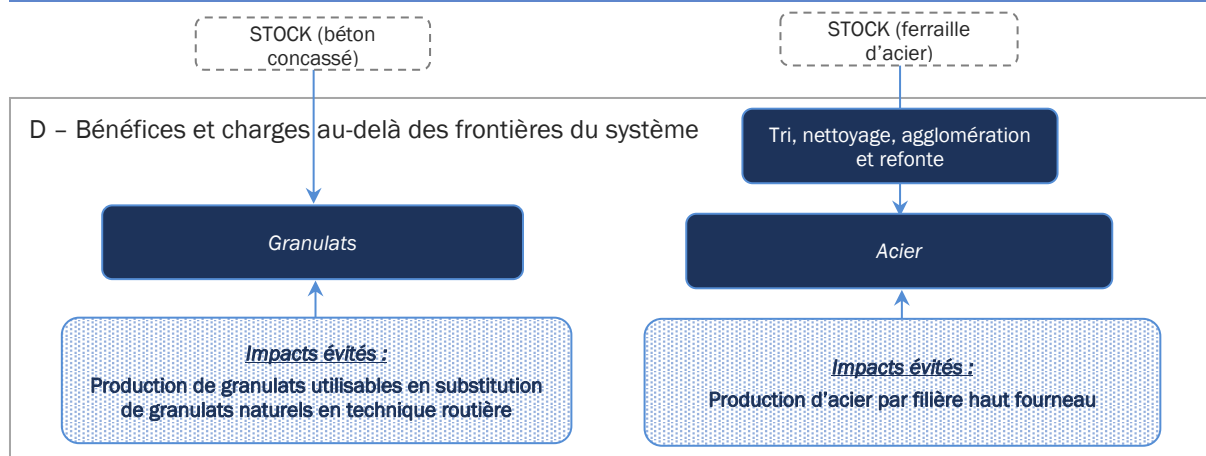 STOCK (béton
concassé)
STOCK (ferraille
d’acier)
D – Bénéfices et charges au-delà des frontières du système
Tri, nettoyage, agglomération
et refonte
Granulats
Acier
Impacts évités :
Production de granulats utilisables en substitution
de granulats naturels en technique routière
Impacts évités :
Production d’acier par filière haut fourneau